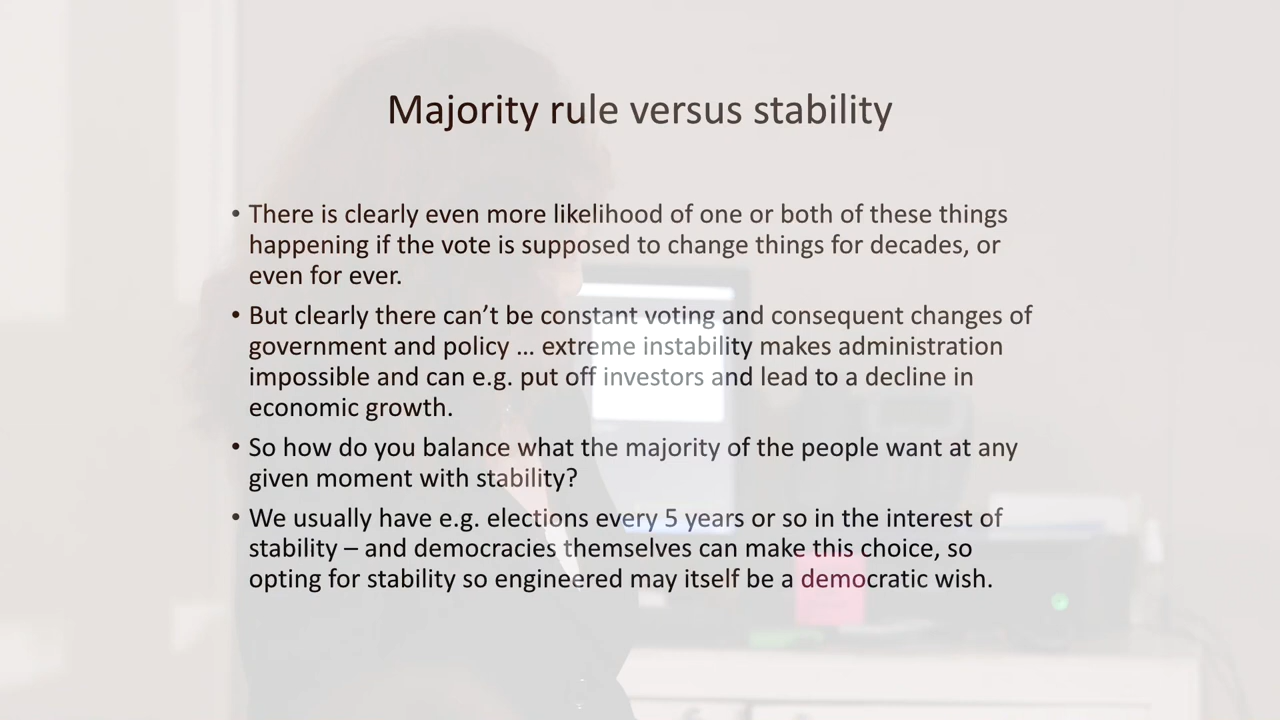 Majority rule versus stability
• There is clearly even more likelihood of one or both of these things
happening if the vote is supposed to change things for decades, or
even for ever.
• But clearly there can’t be constant voting and consequent changes of
government and policy … extreme instability makes administration
impossible and can e.g. put off investors and lead to a decline in
economic growth.
• So how do you balance what the majority of the people want at any
given moment with stability?
• We usually have e.g. elections every 5 years or so in the interest of
stability – and democracies themselves can make this choice, so
opting for stability so engineered may itself be a democratic wish.